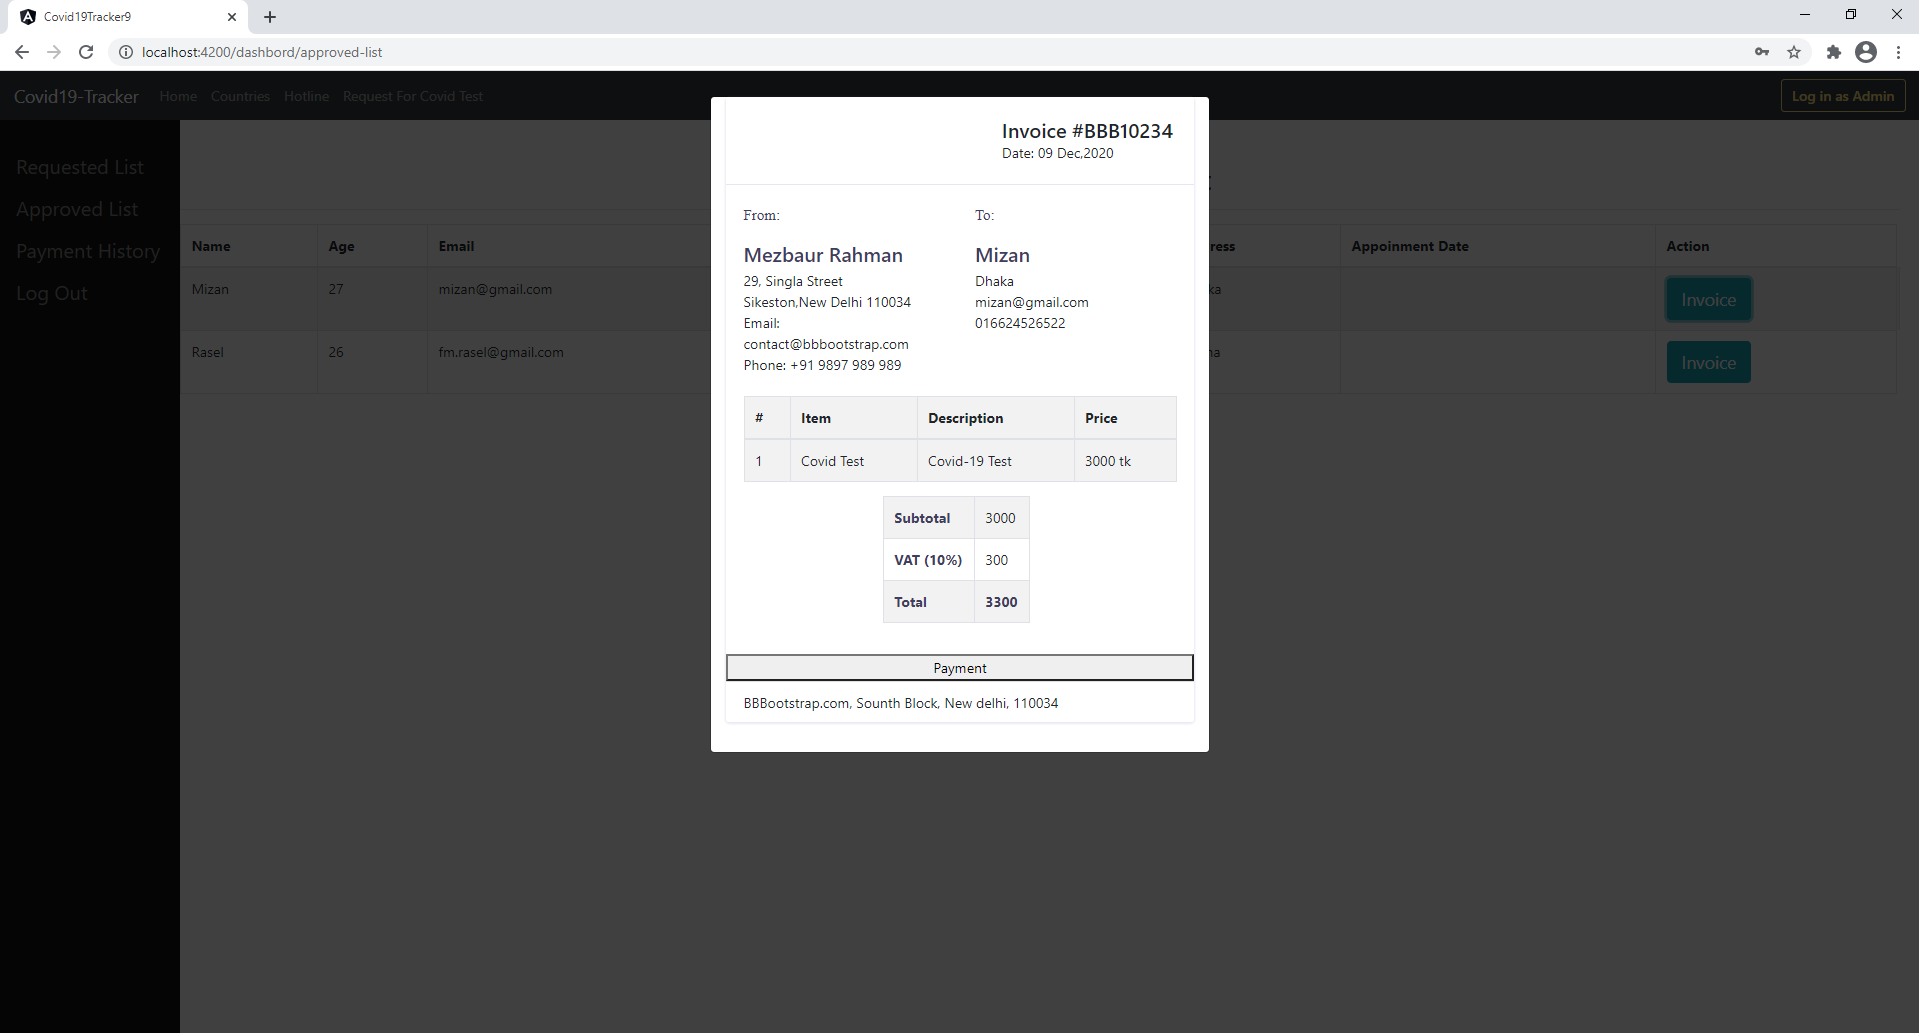 Covid19Tracker9
localhost:4200/dashbord/approved-list
Covid19-Tracker Home Countries Hotline Request For Covid Test Log in as Admin
Requested List
Approved List
Payment History
Log Out
Name Age Email ress Appoinment Date Action
Mizan 27 mizan@gmail.com ka Invoice
Rasel 26 fm.rasel@gmail.com na Invoice
Invoice #BBB10234
Date: 09 Dec,2020
From:
Mezbaur Rahman
29, Singla Street
Sikeston,New Delhi 110034
Email:
contact@bbbootstrap.com
Phone: +91 9897 989 989
To:
Mizan
Dhaka
mizan@gmail.com
016624526522
# Item Description Price
1 Covid Test Covid-19 Test 3000 tk
Subtotal 3000
VAT (10%) 300
Total 3300
Payment
BBBootstrap.com, Sounth Block, New delhi, 110034